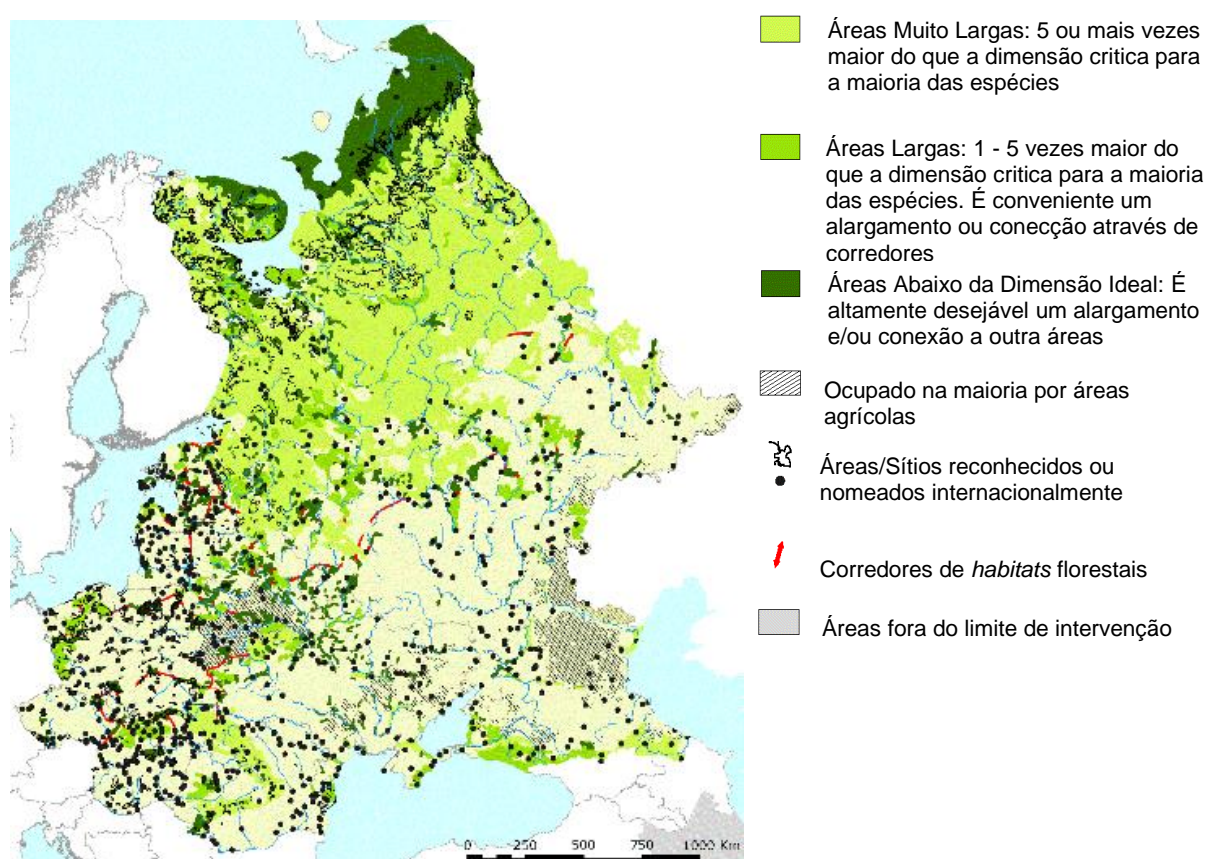 Áreas Muito Largas: 5 ou mais vezes
maior do que a dimensão critica para
a maioria das espécies
Áreas Largas: 1 - 5 vezes maior do
que a dimensão critica para a maioria
das espécies. É conveniente um
alargamento ou conecção através de
corredores
Áreas Abaixo da Dimensão Ideal: É
altamente desejável um alargamento
e/ou conexão a outra áreas
Ocupado na maioria por áreas
agrícolas
Áreas/Sítios reconhecidos ou
nomeados internacionalmente
Corredores de habitats florestais
Áreas fora do limite de intervenção
0 250 500 750 1000 Km